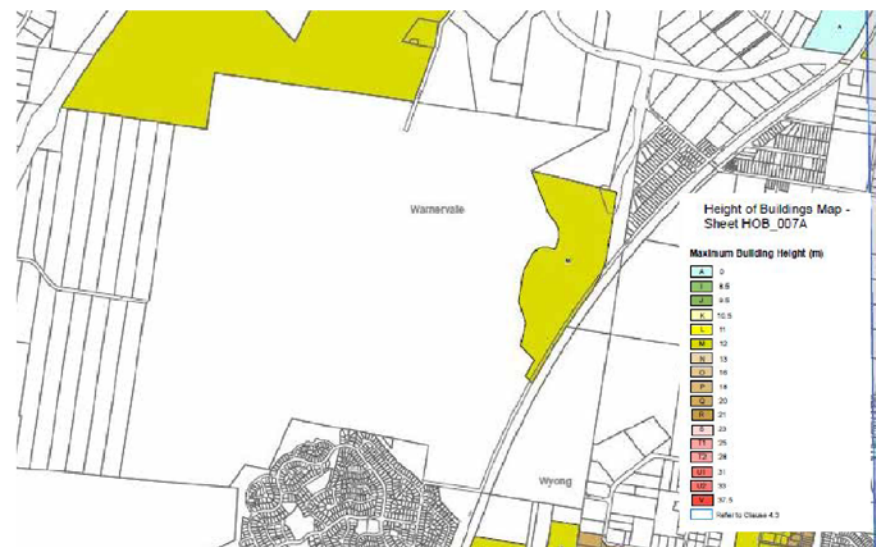 A
Warnervale
M
Wyong
Height of Buildings Map -
Sheet HOB_007A
Maximum Building Height (m)
A 0
I 8.5
J 9.5
K 10.5
L 11
M 12
N 13
O 16
P 18
Q 20
R 21
S 23
T1 25
T2 28
U1 31
U2 33
V 37.5
Refer to Clause 4.3